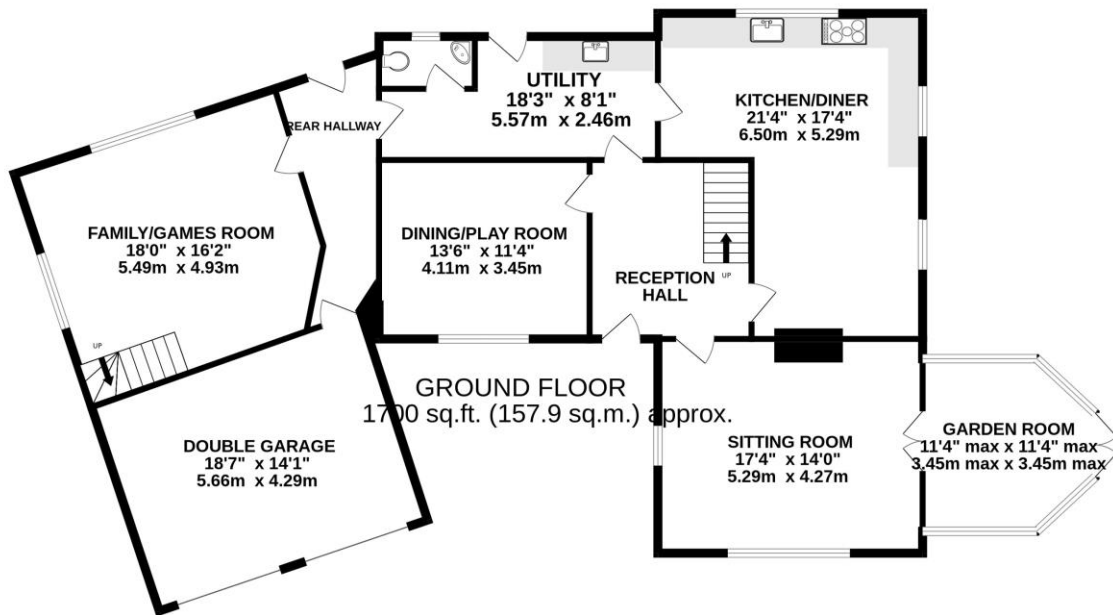 UTILITY
18'3" x 8'1"
5.57m x 2.46m
KITCHEN/DINER
21'4" x 17'4"
6.50m x 5.29m
REAR HALLWAY
FAMILY/GAMES ROOM
18'0" x 16'2"
5.49m x 4.93m
DINING/PLAY ROOM
13'6" x 11'4"
4.11m x 3.45m
UP
RECEPTION
HALL
UP
GROUND FLOOR
1700 sq.ft. (157.9 sq.m.) approx.
DOUBLE GARAGE
18'7" x 14'1"
5.66m x 4.29m
SITTING ROOM
17'4" x 14'0"
5.29m x 4.27m
GARDEN ROOM
11'4" max x 11'4" max
3.45m max x 3.45m max